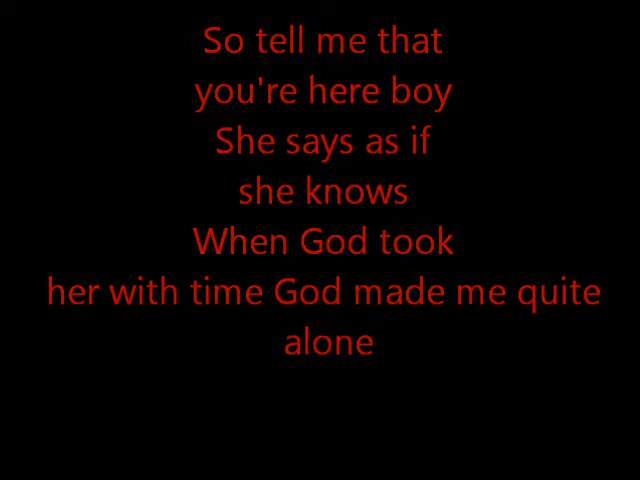 So tell me that
you're here boy
She says as if
she knows
When God took
her with time God made me quite
alone